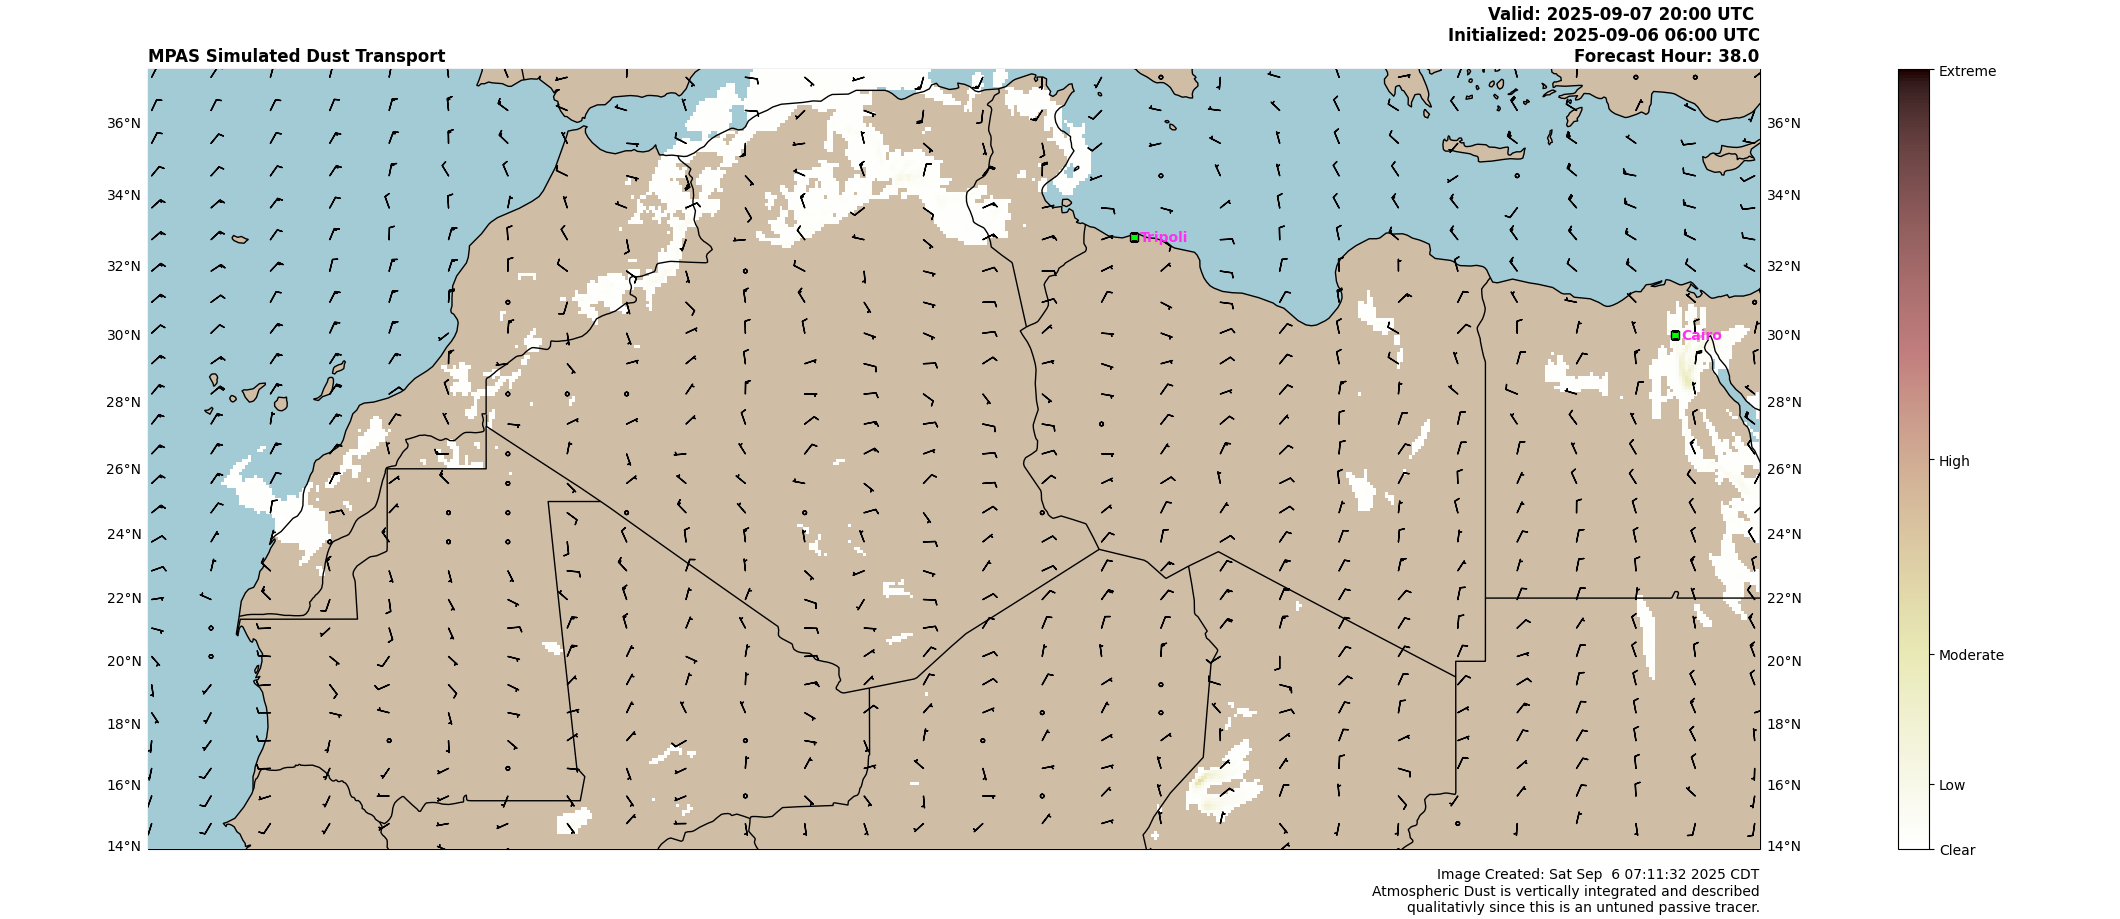 Valid: 2025-09-07 20:00 UTC
Initialized: 2025-09-06 06:00 UTC
MPAS Simulated Dust Transport
Forecast Hour: 38.0
Extreme
36°N
36°N
34°N
34°N
Tripoli
32°N
32°N
30°N
Cairo
30°N
28°N
28°N
26°N
26°N
High
24°N
24°N
22°N
22°N
20°N
20°N
Moderate
18°N
18°N
16°N
16°N
Low
14°N
14°N
Clear
Image Created: Sat Sep  6 07:11:32 2025 CDT
Atmospheric Dust is vertically integrated and described
qualitativly since this is an untuned passive tracer.